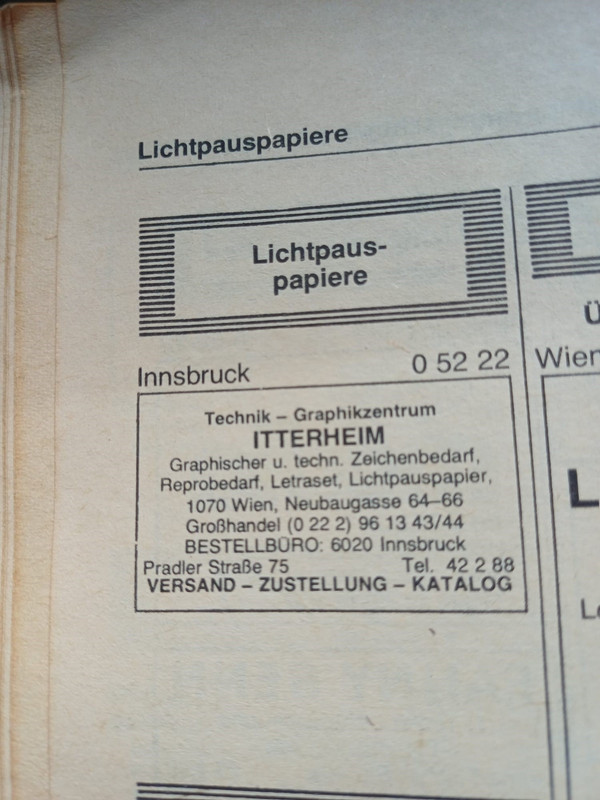 Lichtpauspapiere
Lichtpaus-
papiere
Innsbruck 0 52 22
Technik – Graphikzentrum
ITTERHEIM
Graphischer u. techn. Zeichenbedarf,
Reprobedarf, Letraset, Lichtpauspapier,
1070 Wien, Neubaugasse 64–66
Großhandel (0 22 2) 96 13 43/44
BESTELLBÜRO: 6020 Innsbruck
Pradler Straße 75 Tel. 42 2 88
VERSAND – ZUSTELLUNG – KATALOG
Wien